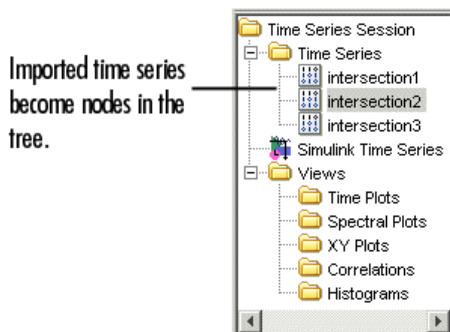 Imported time series
become nodes in the
tree.
Time Series Session
Time Series
intersection1
intersection2
intersection3
Simulink Time Series
Views
Time Plots
Spectral Plots
XY Plots
Correlations
Histograms